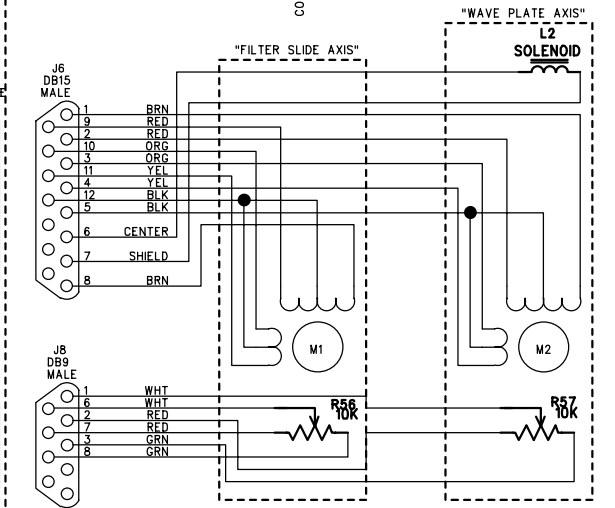 CO
"WAVE PLATE AXIS"
L2
SOLENOID
"FILTER SLIDE AXIS"
J6
DB15
MALE
E
1 BRN
9 RED
2 RED
10 ORG
3 ORG
11 YEL
4 YEL
12 BLK
5 BLK
6 CENTER
7 SHIELD
8 BRN
M1
M2
J8
DB9
MALE
1 WHT
6 WHT
2 RED
7 RED
3 GRN
8 GRN
R56
10K
R57
10K